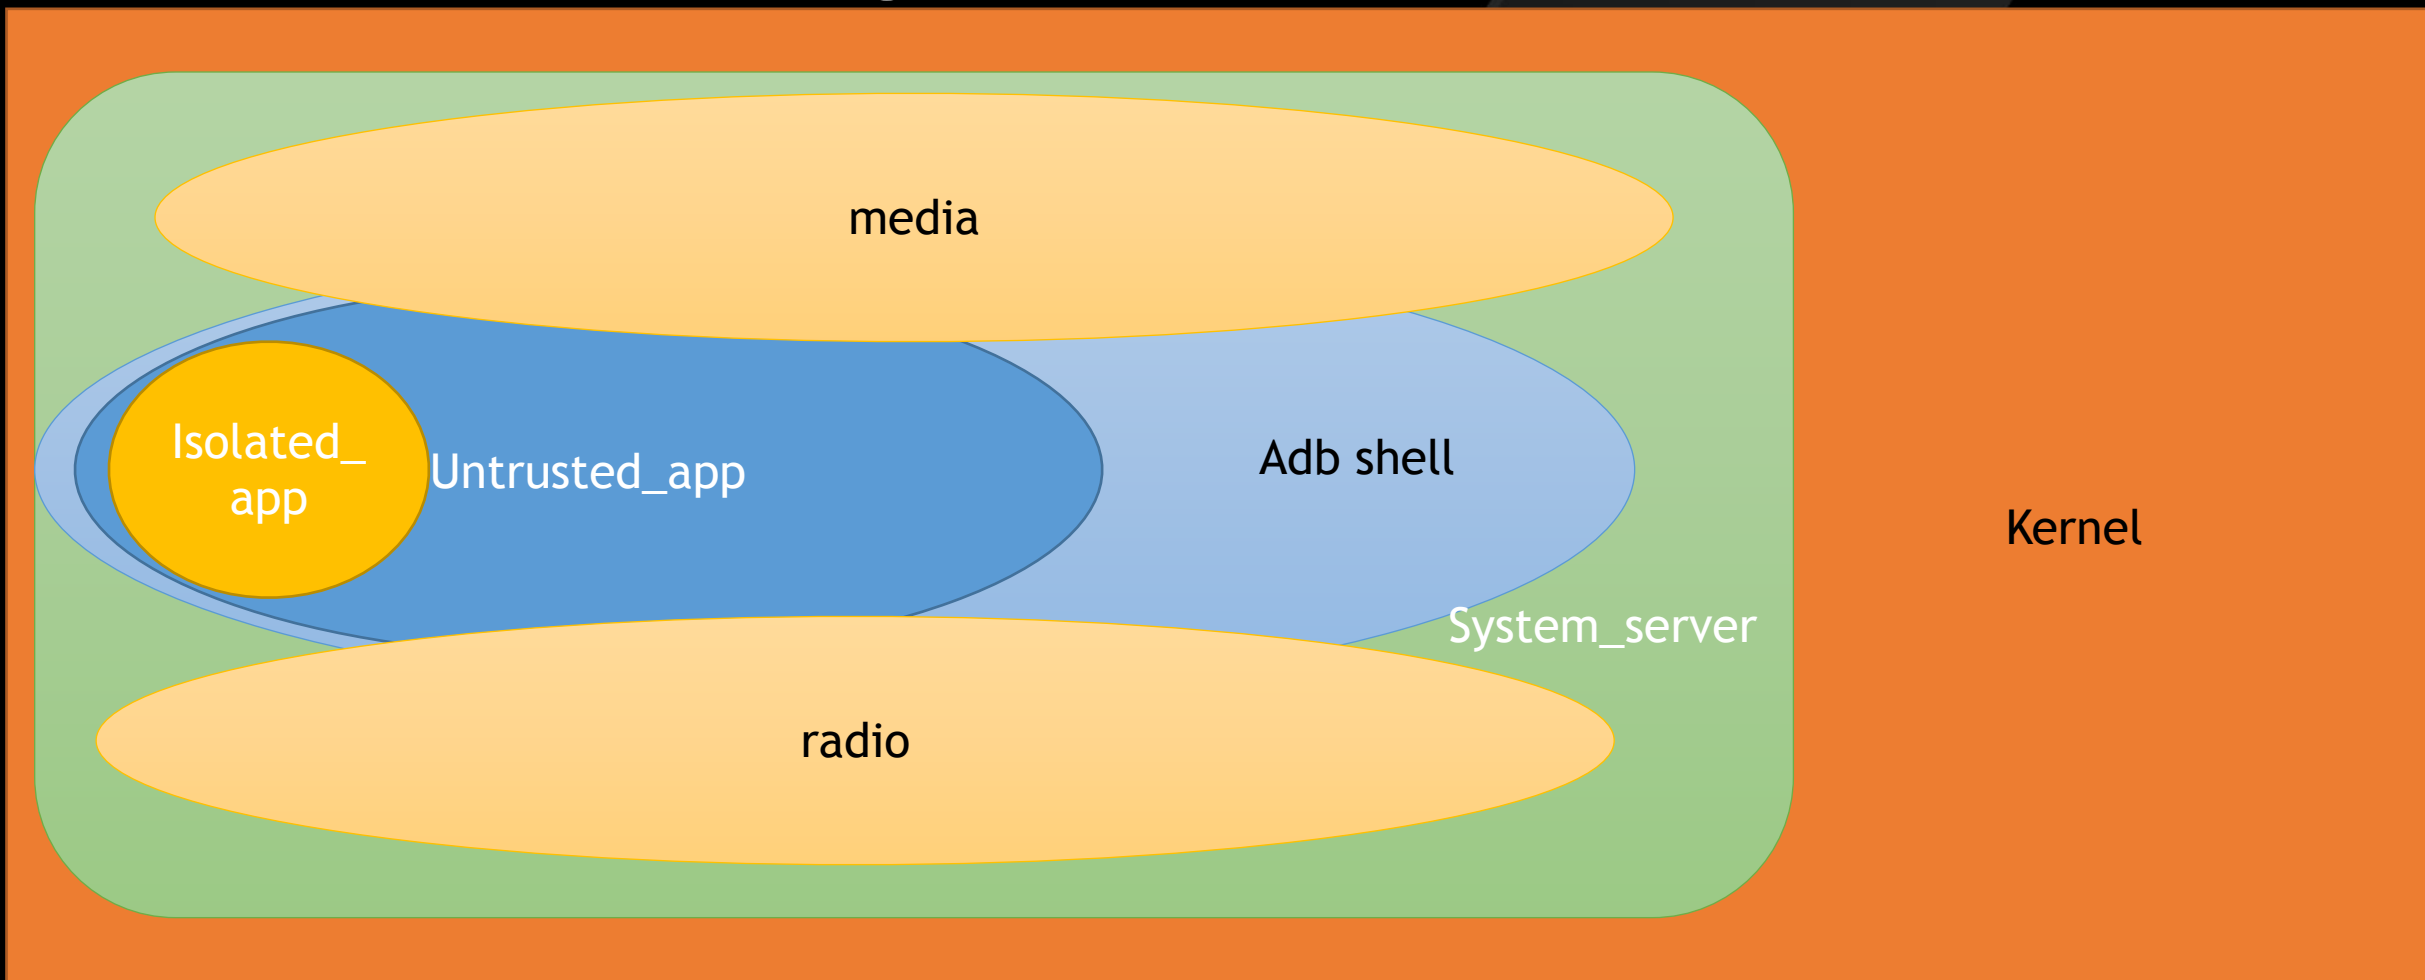 media
Isolated_
app
Untrusted_app
Adb shell
Kernel
System_server
radio